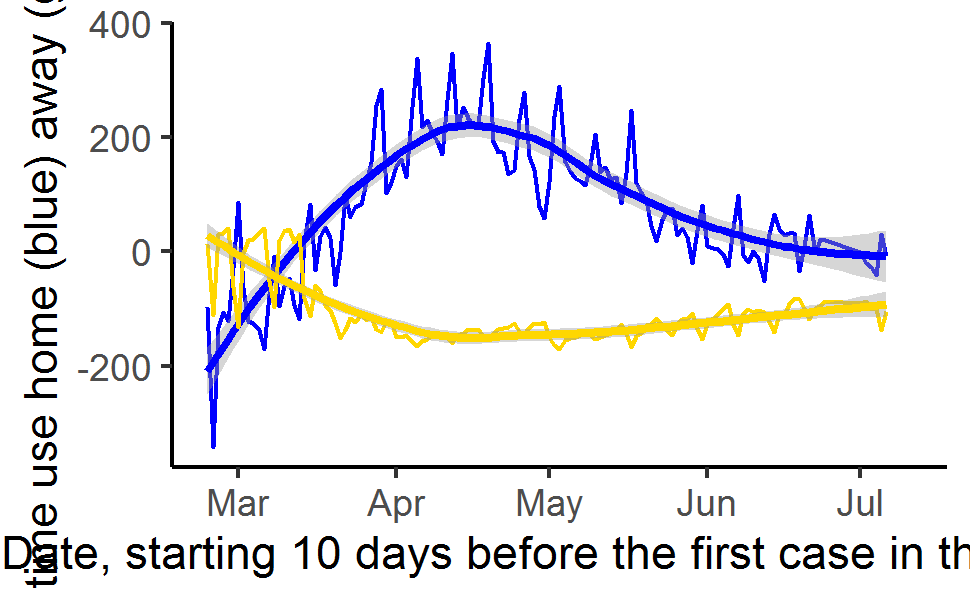 time use home (blue) away (
400
200
0
-200
Mar Apr May Jun Jul
Date, starting 10 days before the first case in th